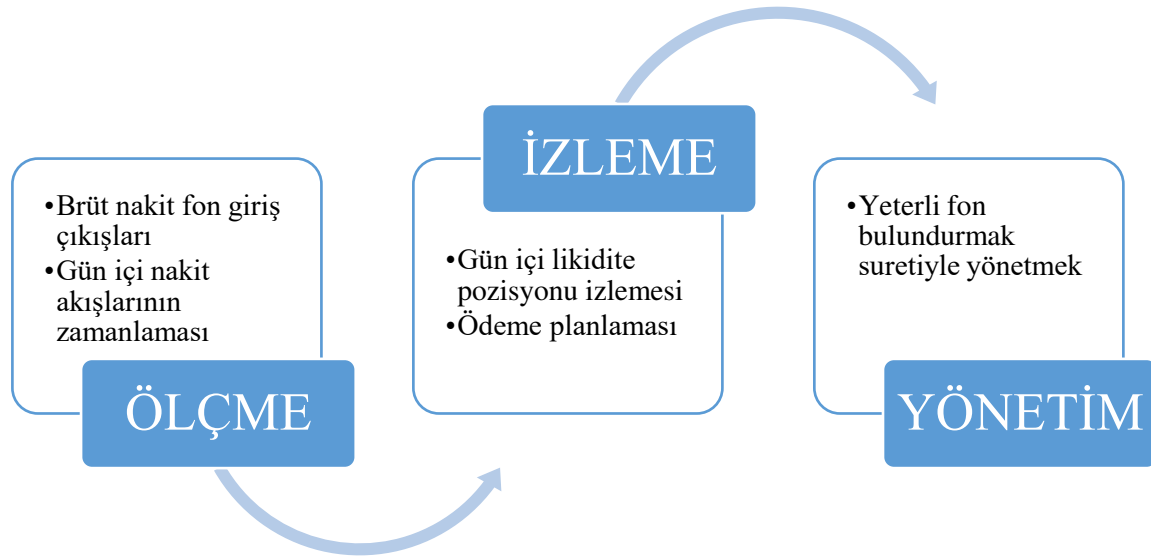 •Brüt nakit fon giriş
çıkışları
•Gün içi nakit
akışlarının
zamanlaması
ÖLÇME
İZLEME
•Gün içi likidite
pozisyonu izlemesi
•Ödeme planlaması
•Yeterli fon
bulundurmak
suretiyle yönetmek
YÖNETİM